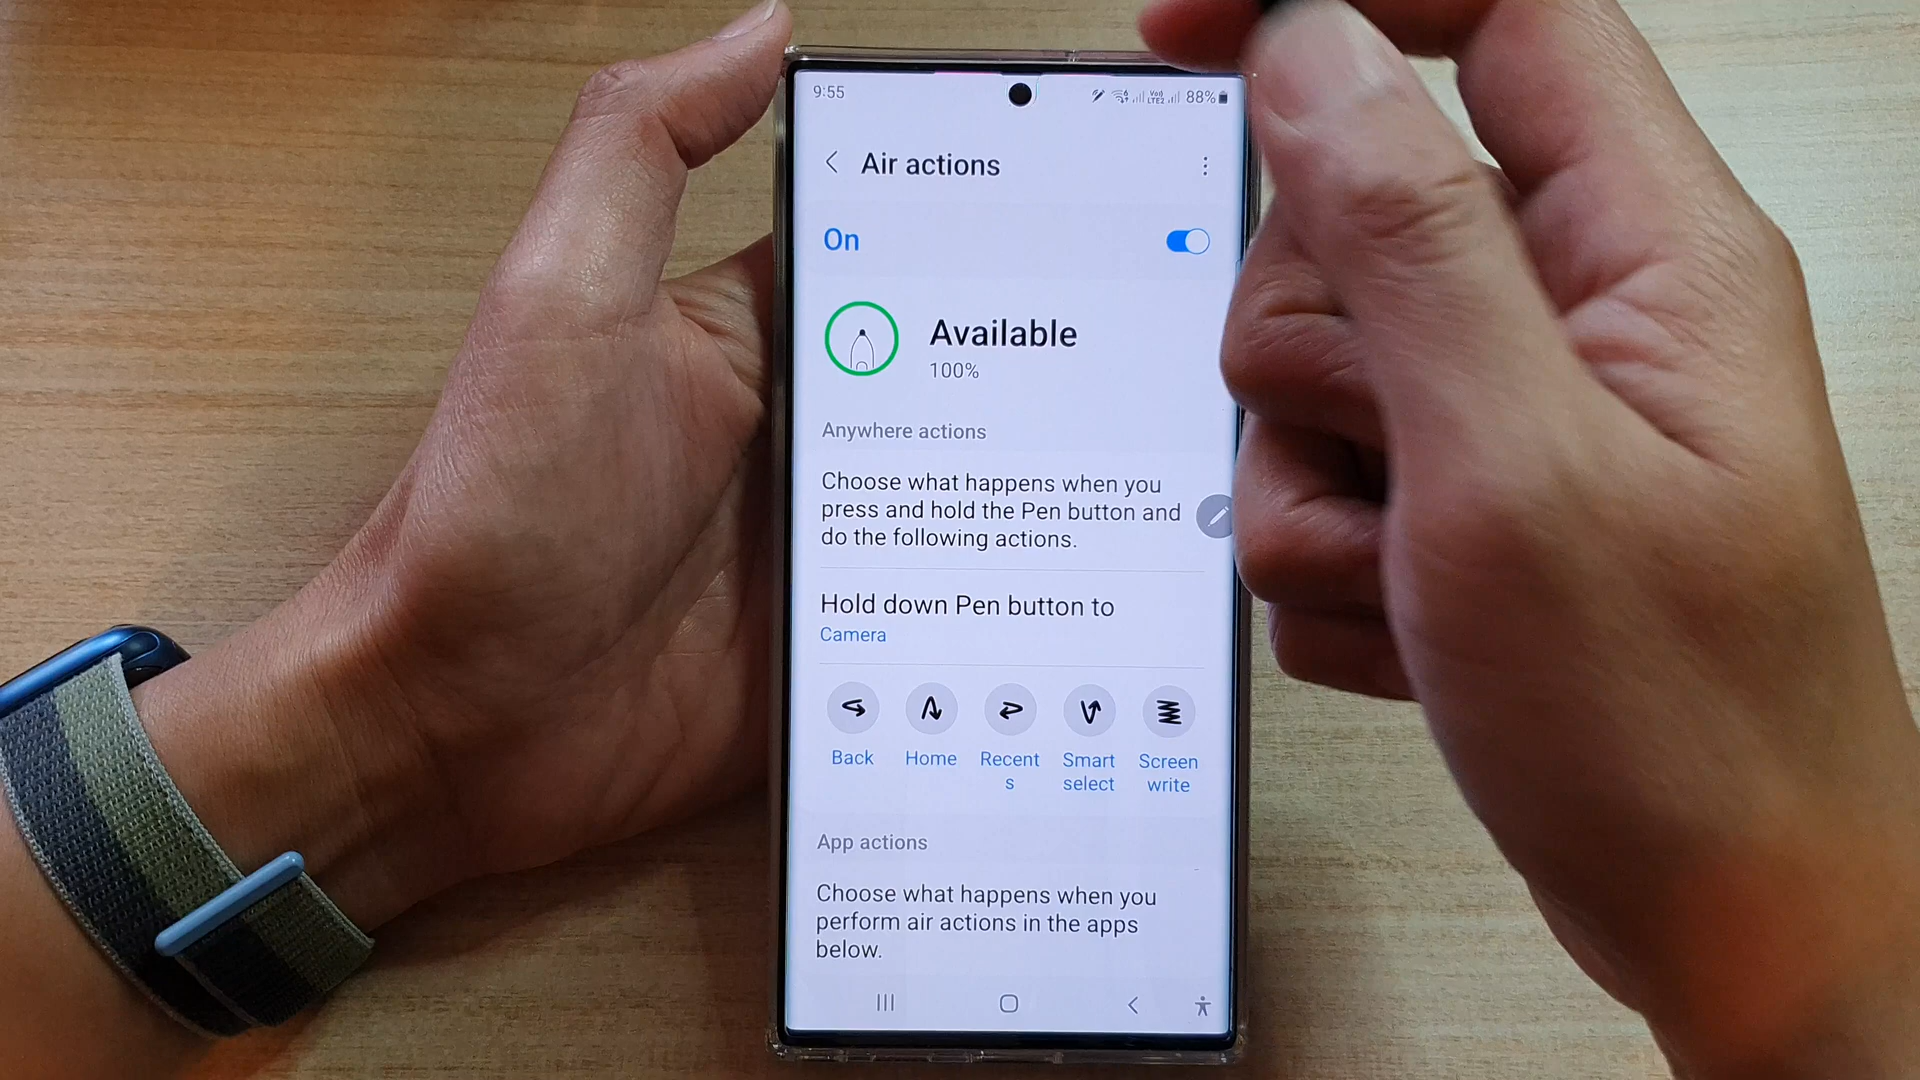 9:55
Vo))
LTE2
88%
Air actions
On
Available
100%
Anywhere actions
Choose what happens when you
press and hold the Pen button and
do the following actions.
Hold down Pen button to
Camera
Back
Home
Recent
s
Smart
select
Screen
write
App actions
Choose what happens when you
perform air actions in the apps
below.